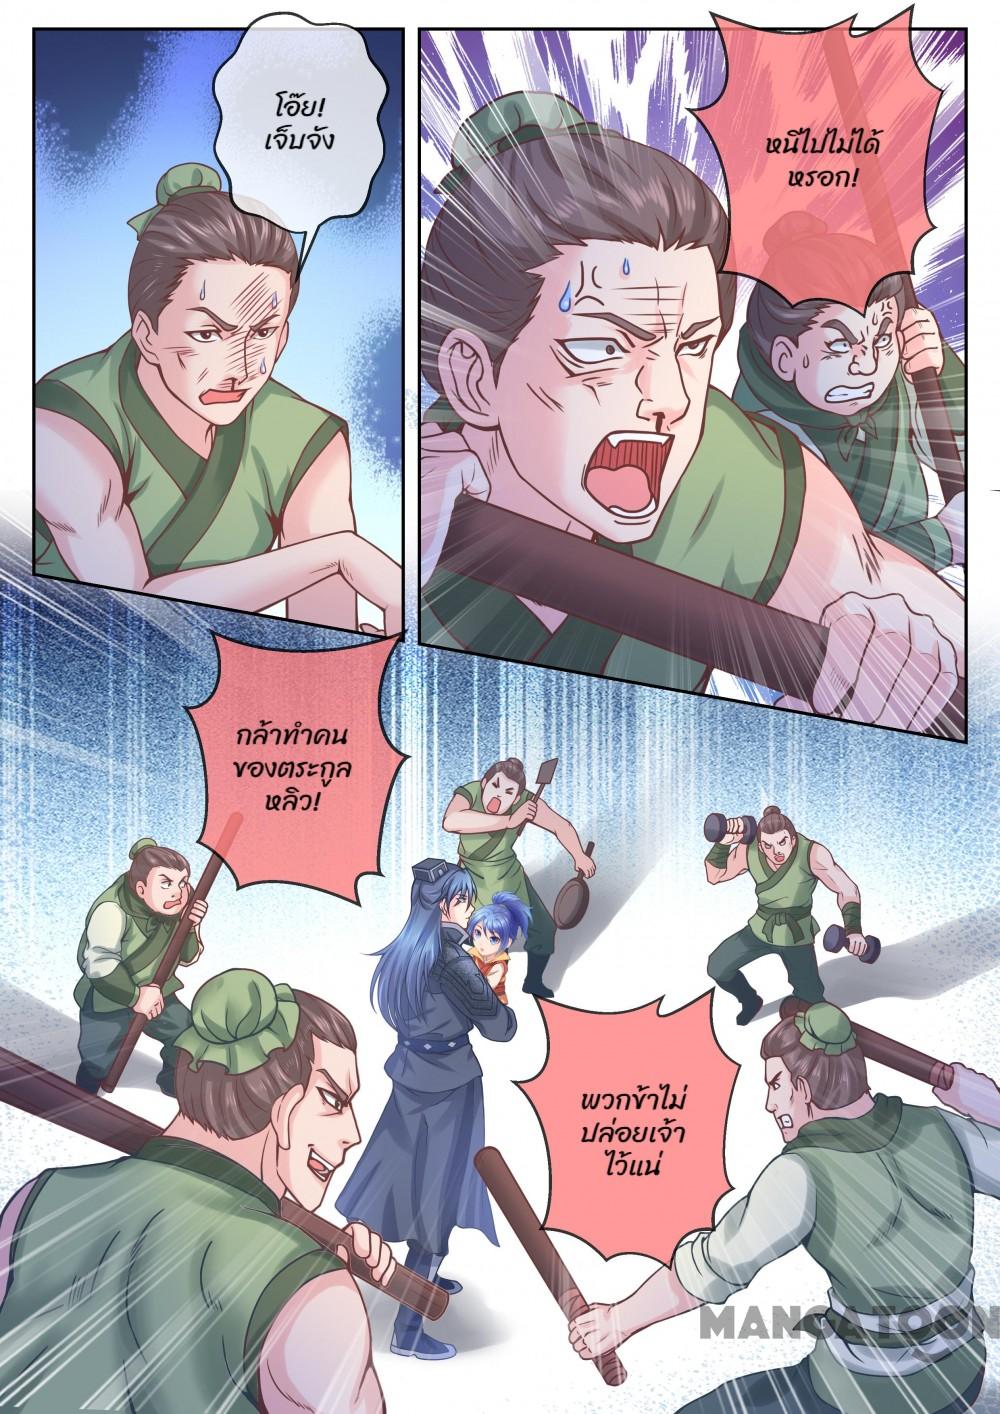 โอ๊ย!
เจ็บจัง
หนีไปไม่ได้
หรอก!
กล้าทำคน
ของตระกูล
หลิว!
พวกข้าไม่
ปล่อยเจ้า
ไว้แน่
MANGATOON